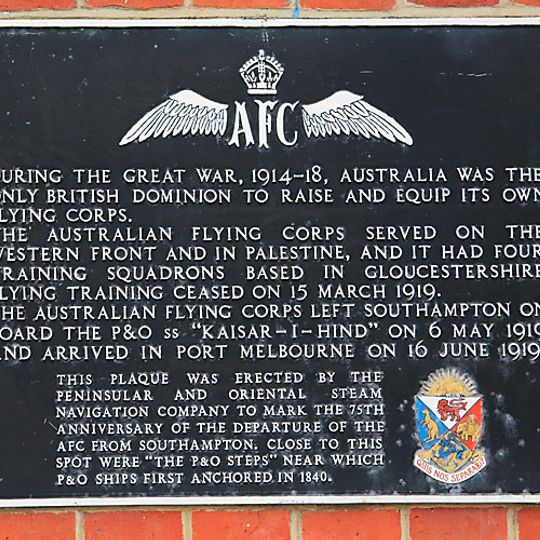 AFC
URING THE GREAT WAR, 1914-18, AUSTRALIA WAS THE
ONLY BRITISH DOMINION TO RAISE AND EQUIP ITS OWN
LYING CORPS.
THE AUSTRALIAN FLYING CORPS SERVED ON THE
WESTERN FRONT AND IN PALESTINE, AND IT HAD FOUR
TRAINING SQUADRONS BASED IN GLOUCESTERSHIRE
LYING TRAINING CEASED ON 15 MARCH 1919.
THE AUSTRALIAN FLYING CORPS LEFT SOUTHAMPTON ON
OARD THE P&O SS "KAISAR-I-HIND" ON 6 MAY 1919
AND ARRIVED IN PORT MELBOURNE ON 16 JUNE 1919
THIS PLAQUE WAS ERECTED BY THE
PENINSULAR AND ORIENTAL STEAM
NAVIGATION COMPANY TO MARK THE 75TH
ANNIVERSARY OF THE DEPARTURE OF THE
AFC FROM SOUTHAMPTON. CLOSE TO THIS
SPOT WERE "THE P&O STEPS" NEAR WHICH
P&O SHIPS FIRST ANCHORED IN 1840.
QUIS NOS SEPARABIT